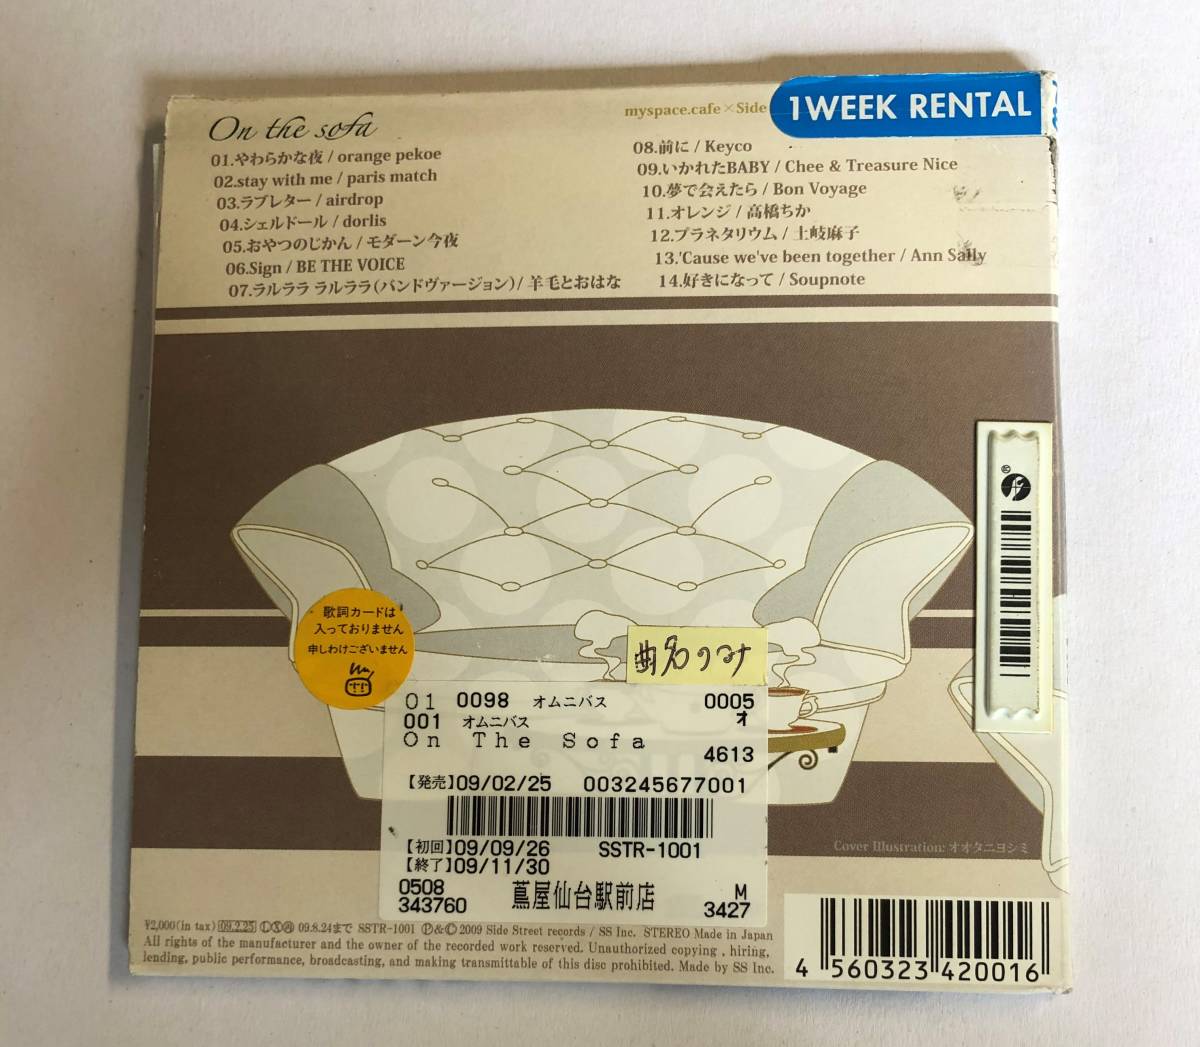 On the sofa
01.やわらかな夜 / orange pekoe
02.stay with me / paris match
03.ラブレター / airdrop
04.シェルドール / dorlis
05.おやつのじかん / モダーン今夜
06.Sign / BE THE VOICE
07.ラルララ ラルララ(バンドヴァージョン) / 羊毛とおはな
myspace.cafe×Side
1 WEEK RENTAL
08.前に / Keyco
09.いかれたBABY / Chee & Treasure Nice
10.夢で会えたら / Bon Voyage
11.オレンジ / 高橋ちか
12.プラネタリウム / 土岐麻子
13.'Cause we've been together / Ann Sally
14.好きになって / Soupnote
歌詞カードは
入っておりません
申しわけございません
曲名のみ
01 0098 オムニバス 0005
001 オムニバス オ
On The Sofa
4613
【発売】09/02/25 003245677001
【初回】09/09/26 SSTR-1001
【終了】09/11/30
0508 蔦屋仙台駅前店 M
343760 3427
Cover Illustration: オオタニヨシミ
¥2,000(in tax) 09.2.25 09.8.24まで SSTR-1001 Ⓟ&Ⓒ 2009 Side Street records / SS Inc. STEREO Made in Japan
All rights of the manufacturer and the owner of the recorded work reserved. Unauthorized copying , hiring,
lending, public performance, broadcasting, and making transmittable of this disc prohibited. Made by SS Inc.
4 560323 420016